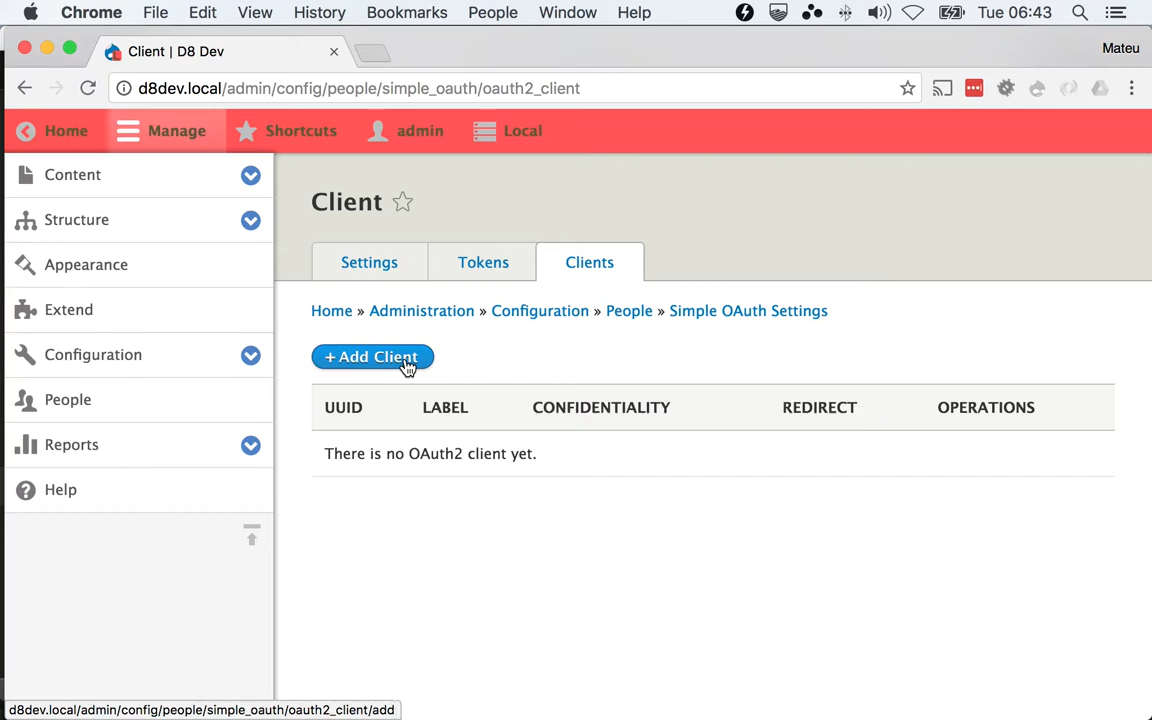 Chrome File Edit View History Bookmarks People Window Help Tue 06:43
Client | D8 Dev
Mateu
d8dev.local/admin/config/people/simple_oauth/oauth2_client
Home Manage Shortcuts admin Local
Content
Structure
Appearance
Extend
Configuration
People
Reports
Help
Client
Settings Tokens Clients
Home » Administration » Configuration » People » Simple OAuth Settings
+ Add Client
UUID LABEL CONFIDENTIALITY REDIRECT OPERATIONS
There is no OAuth2 client yet.
d8dev.local/admin/config/people/simple_oauth/oauth2_client/add